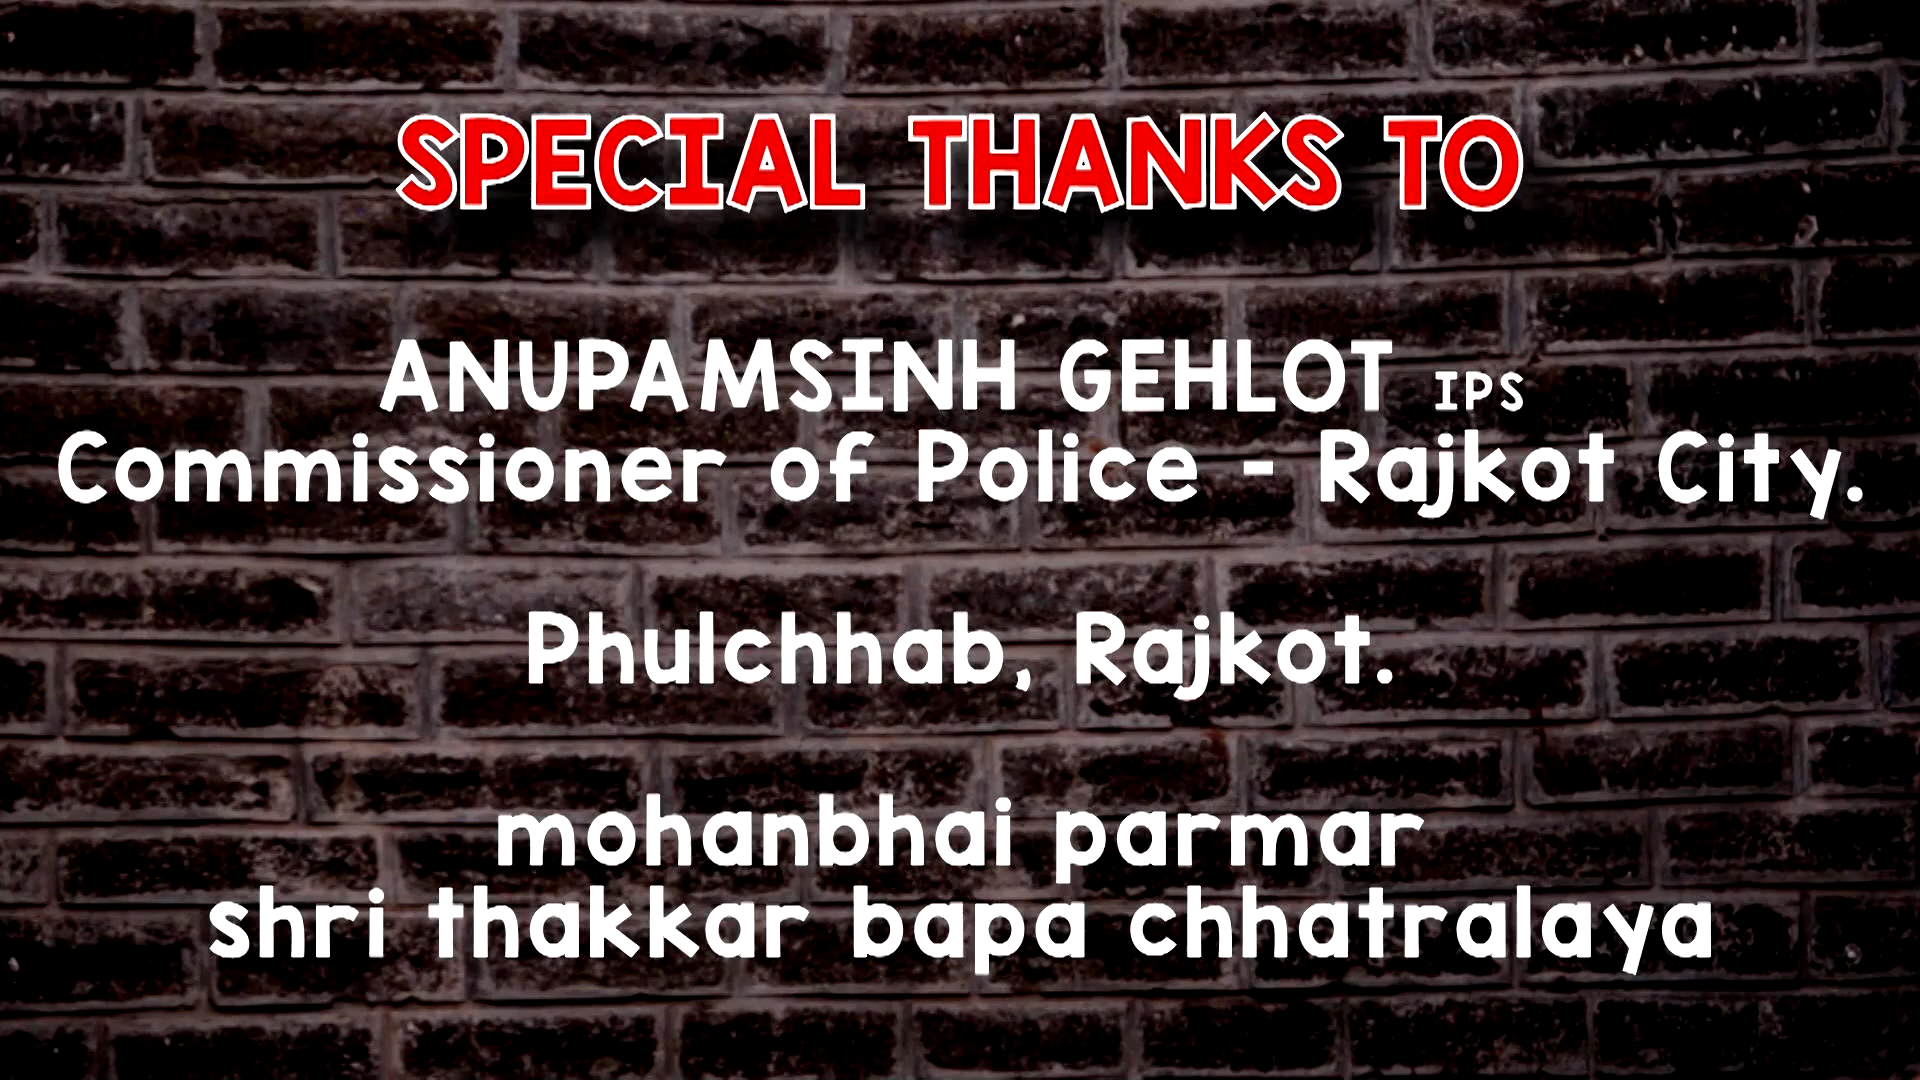 SPECIAL THANKS TO
ANUPAMSINH GEHLOT IPS
Commissioner of Police - Rajkot City.
Phulchhab, Rajkot.
mohanbhai parmar
shri thakkar bapa chhatralaya